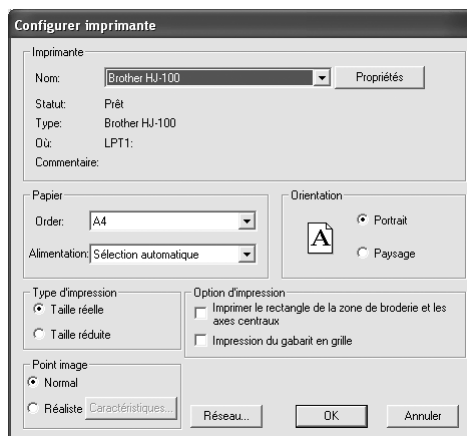 Configurer imprimante
Imprimante
Nom: Brother HJ-100 Propriétés
Statut: Prêt
Type: Brother HJ-100
Où: LPT1:
Commentaire:
Papier
Order: A4
Alimentation: Sélection automatique
Orientation
A
Portrait
Paysage
Type d'impression
Taille réelle
Taille réduite
Option d'impression
Imprimer le rectangle de la zone de broderie et les
axes centraux
Impression du gabarit en grille
Point image
Normal
Réaliste Caractéristiques...
Réseau... OK Annuler